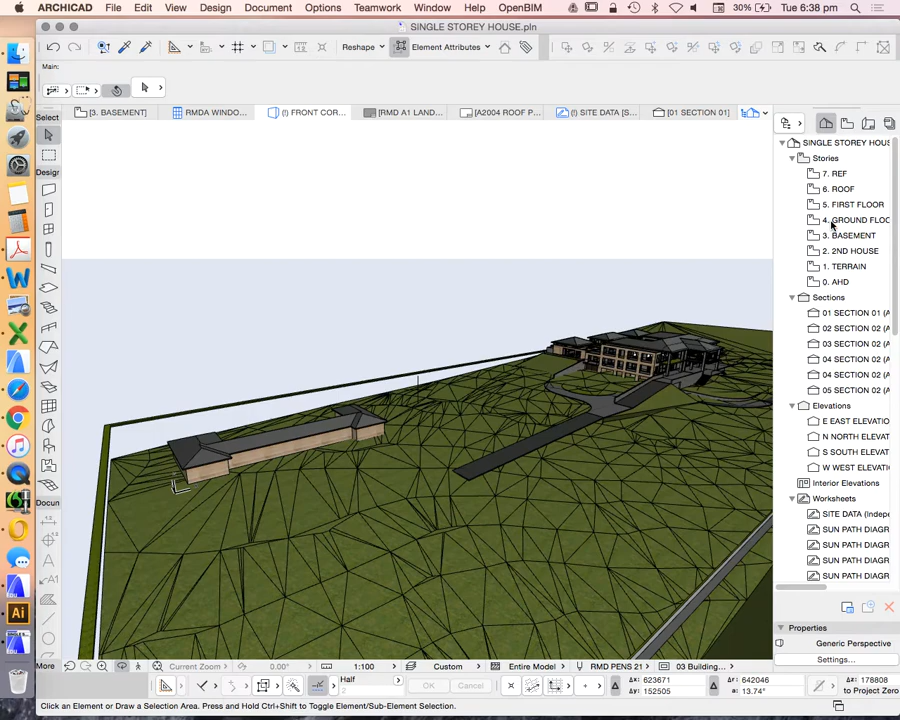 ARCHICAD File Edit View Design Document Options Teamwork Window Help OpenBIM 30% Tue 6:38 pm
SINGLE STOREY HOUSE.pln
Reshape Element Attributes
Main:
[3. BASEMENT] RMDA WINDO... (!) FRONT COR... [RMD A1 LAND... [A2004 ROOF P... (!) SITE DATA [S... [01 SECTION 01]
Select
Design
Docun
More
SINGLE STOREY HOUS
Stories
7. REF
6. ROOF
5. FIRST FLOOR
4. GROUND FLOO
3. BASEMENT
2. 2ND HOUSE
1. TERRAIN
0. AHD
Sections
01 SECTION 01 (A
02 SECTION 02 (A
03 SECTION 02 (A
04 SECTION 02 (A
04 SECTION 02 (A
05 SECTION 02 (A
Elevations
E EAST ELEVATIO
N NORTH ELEVAT
S SOUTH ELEVAT
W WEST ELEVATI
Interior Elevations
Worksheets
SITE DATA (Indepe
SUN PATH DIAGR
SUN PATH DIAGR
SUN PATH DIAGR
SUN PATH DIAGR
Properties
Generic Perspective
Settings...
Current Zoom 0.00° 1:100 Custom Entire Model RMD PENS 21 03 Building...
Half
2
OK Cancel
Δx: 623671
Δy: 152505
Δr: 642046
a: 13.74°
178808
to Project Zero
Click an Element or Draw a Selection Area. Press and Hold Ctrl+Shift to Toggle Element/Sub-Element Selection.